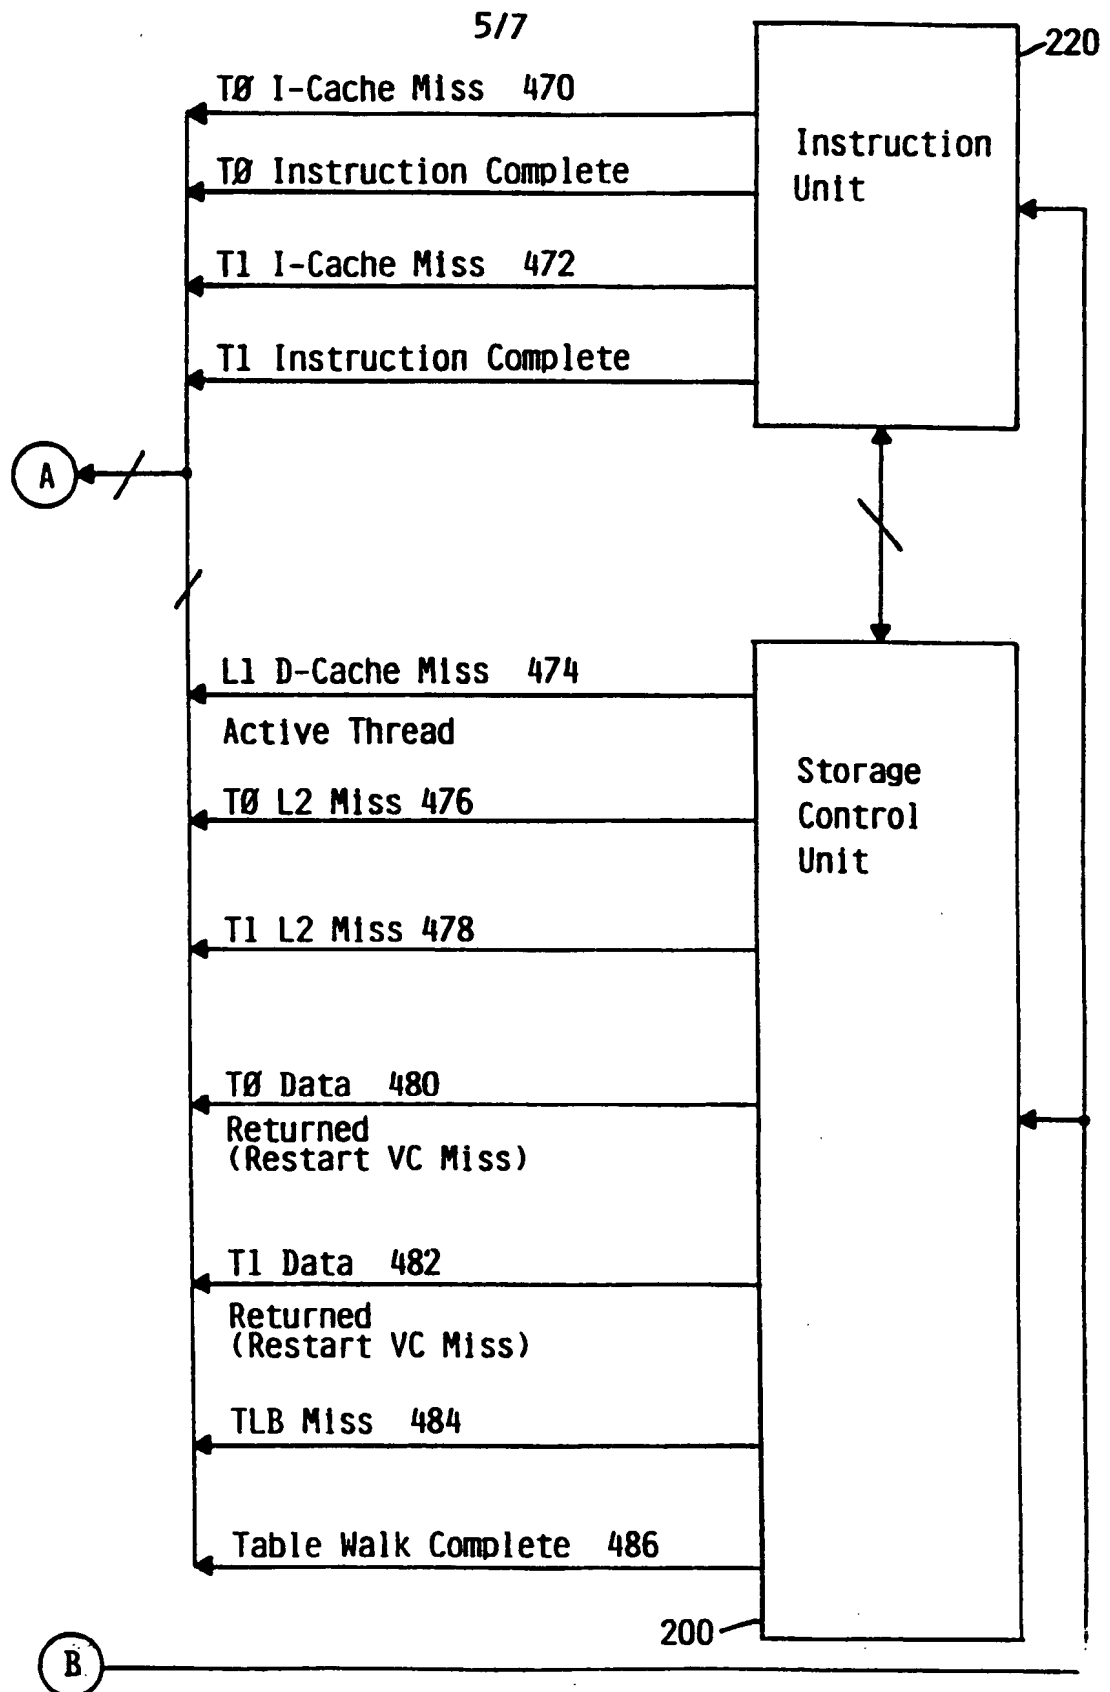 5/7
220
TØ I-Cache Miss 470
Instruction
Unit
TØ Instruction Complete
T1 I-Cache Miss 472
T1 Instruction Complete
A
L1 D-Cache Miss 474
Active Thread
Storage
Control
Unit
TØ L2 Miss 476
T1 L2 Miss 478
TØ Data 480
Returned
(Restart VC Miss)
T1 Data 482
Returned
(Restart VC Miss)
TLB Miss 484
Table Walk Complete 486
200
B